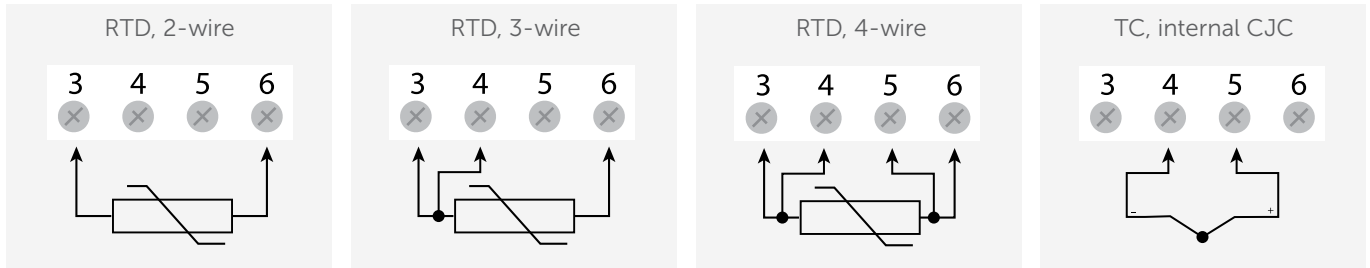 RTD, 2-wire
3 4 5 6
RTD, 3-wire
3 4 5 6
RTD, 4-wire
3 4 5 6
TC, internal CJC
3 4 5 6
- +